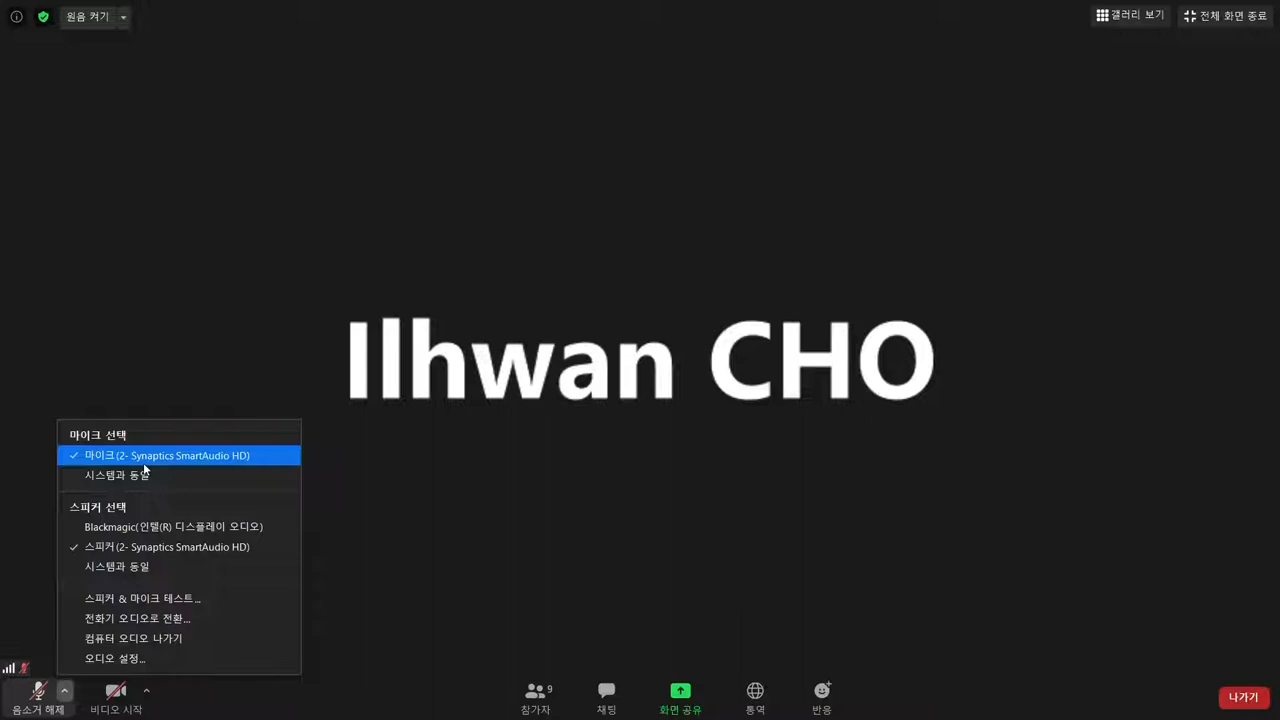 원음 켜기
갤러리 보기
전체 화면 종료
Ilhwan CHO
마이크 선택
마이크(2- Synaptics SmartAudio HD)
시스템과 동일
스피커 선택
Blackmagic(인텔(R) 디스플레이 오디오)
스피커(2- Synaptics SmartAudio HD)
시스템과 동일
스피커 & 마이크 테스트...
전화기 오디오로 전환...
컴퓨터 오디오 나가기
오디오 설정...
음소거 해제
비디오 시작
9
참가자
채팅
화면 공유
통역
반응
나가기